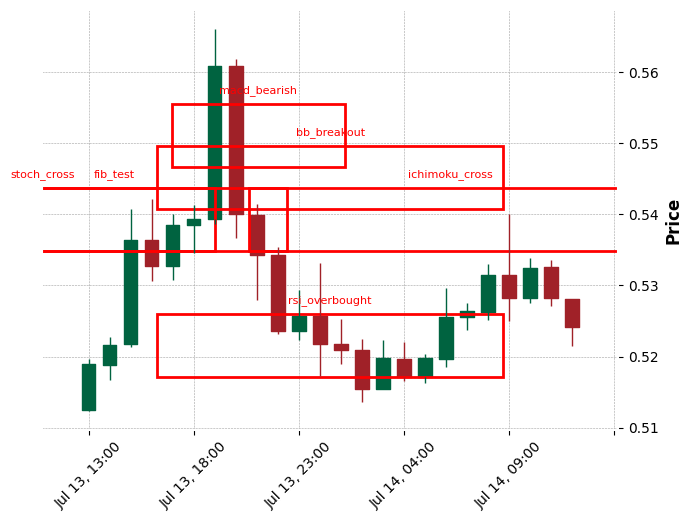 macd_bearish
bb_breakout
stoch_cross
fib_test
ichimoku_cross
rsi_overbought
0.56
0.55
0.54
0.53
0.52
0.51
Price
Jul 13, 13:00
Jul 13, 18:00
Jul 13, 23:00
Jul 14, 04:00
Jul 14, 09:00